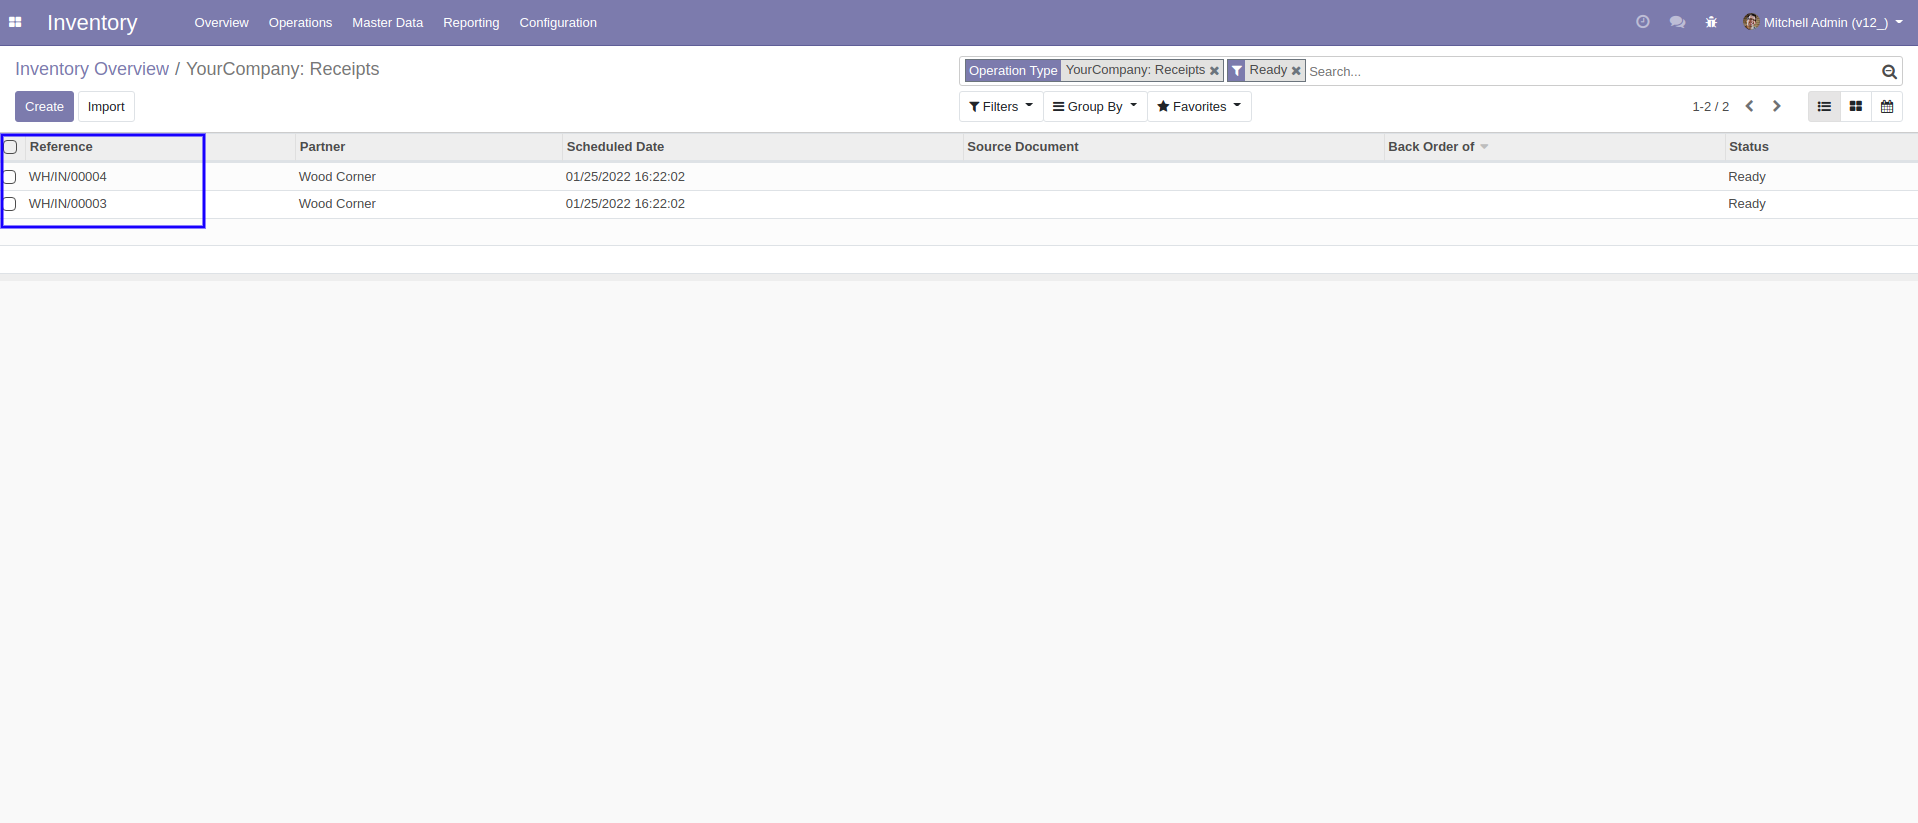 Inventory Overview Operations Master Data Reporting Configuration Mitchell Admin (v12_)
Inventory Overview / YourCompany: Receipts
Operation Type YourCompany: Receipts Ready Search...
Create Import
Filters Group By Favorites 1-2 / 2
Reference Partner Scheduled Date Source Document Back Order of Status
WH/IN/00004 Wood Corner 01/25/2022 16:22:02 Ready
WH/IN/00003 Wood Corner 01/25/2022 16:22:02 Ready